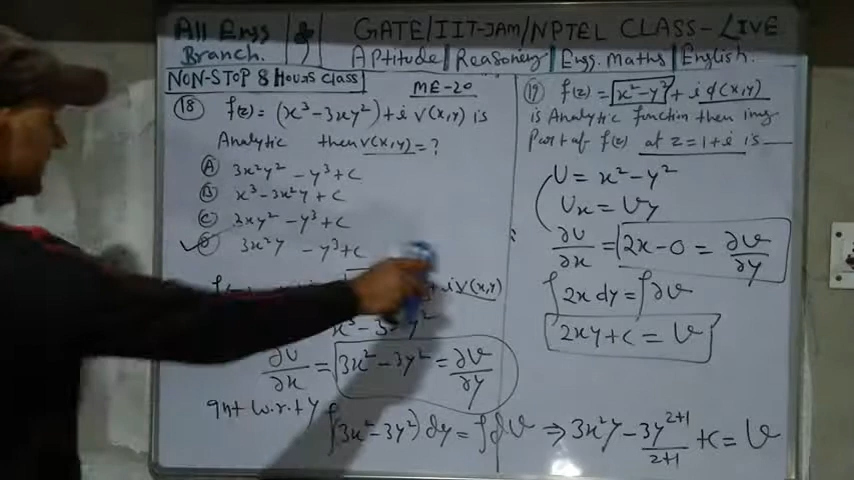 All Engg Branch. & GATE/IIT-JAM/NPTEL CLASS-LIVE
Aptitude | Reasoning | Engg. Maths | English.
NON-STOP 8 Hours Class
ME-20
18 f(z) = (x³-3xy²)+i V(x,y) is
Analytic then V(x,y) = ?
A 3x²y² - y³+c
B x³-3x²y+c
C 3xy² - y³+c
D 3x²y - y³+c
+iV(x,y)
∂U/∂x = 3x²-3y² = ∂V/∂y
Int w.r.t y
∫(3x²-3y²)dy = ∫dV ⇒ 3x²y - 3y²⁺¹/2+1 + c = V
19 f(z) = x²-y² + i φ(x,y)
is Analytic function then img
Part of f(z) at z = 1+i is
U = x²-y²
Ux = Vy
∂U/∂x = 2x-0 = ∂V/∂y
∫2x dy = ∫∂V
2xy+c = V